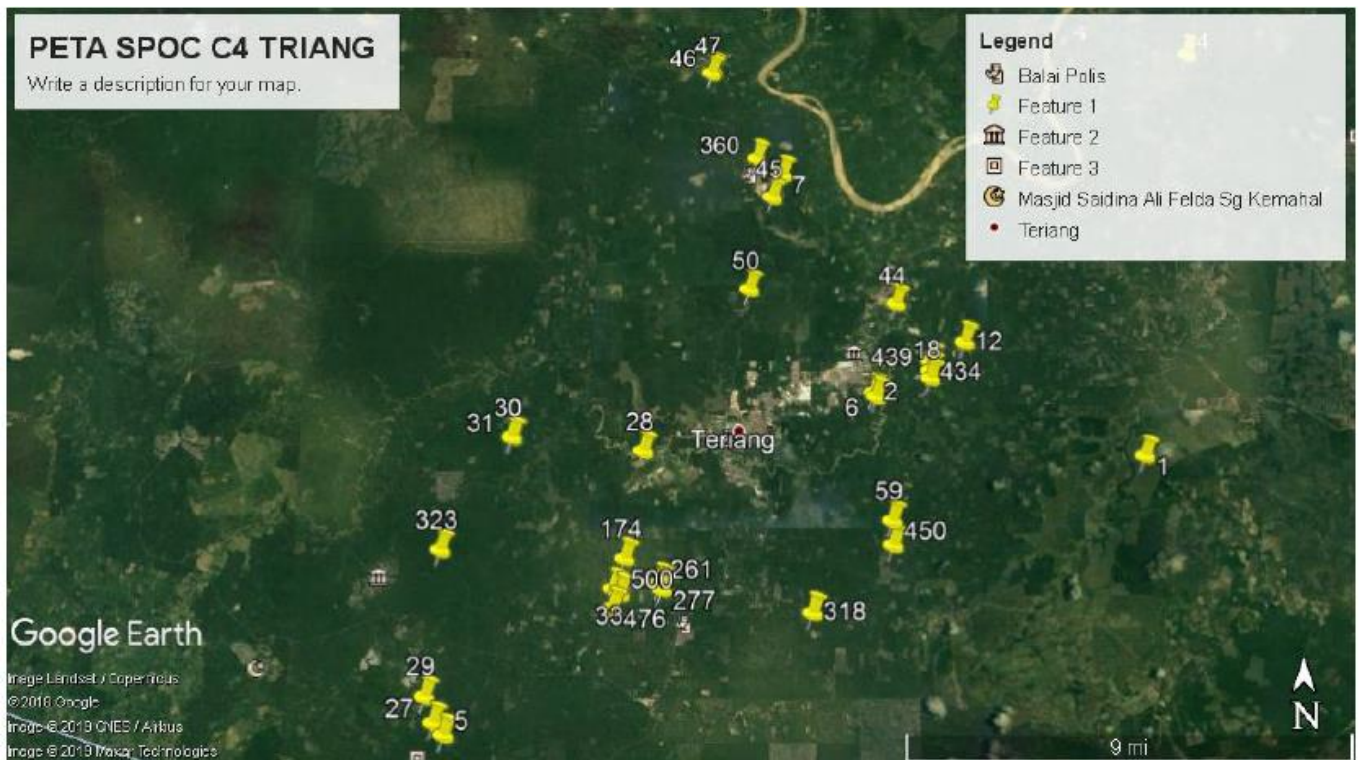 PETA SPOC C4 TRIANG
Write a description for your map.
Legend
Balai Polis
Feature 1
Feature 2
Feature 3
Masjid Saidina Ali Felda Sg Kemahal
Teriang
4
47
46
360
45
7
50
44
12
18
439
434
2
6
30
31
28
Teriang
1
59
450
323
174
261
500
277
33
476
318
29
27
5
Google Earth
Image Landsat / Copernicus
© 2018 Google
Image © 2019 CNES / Airbus
Image © 2019 Maxar Technologies
N
9 mi